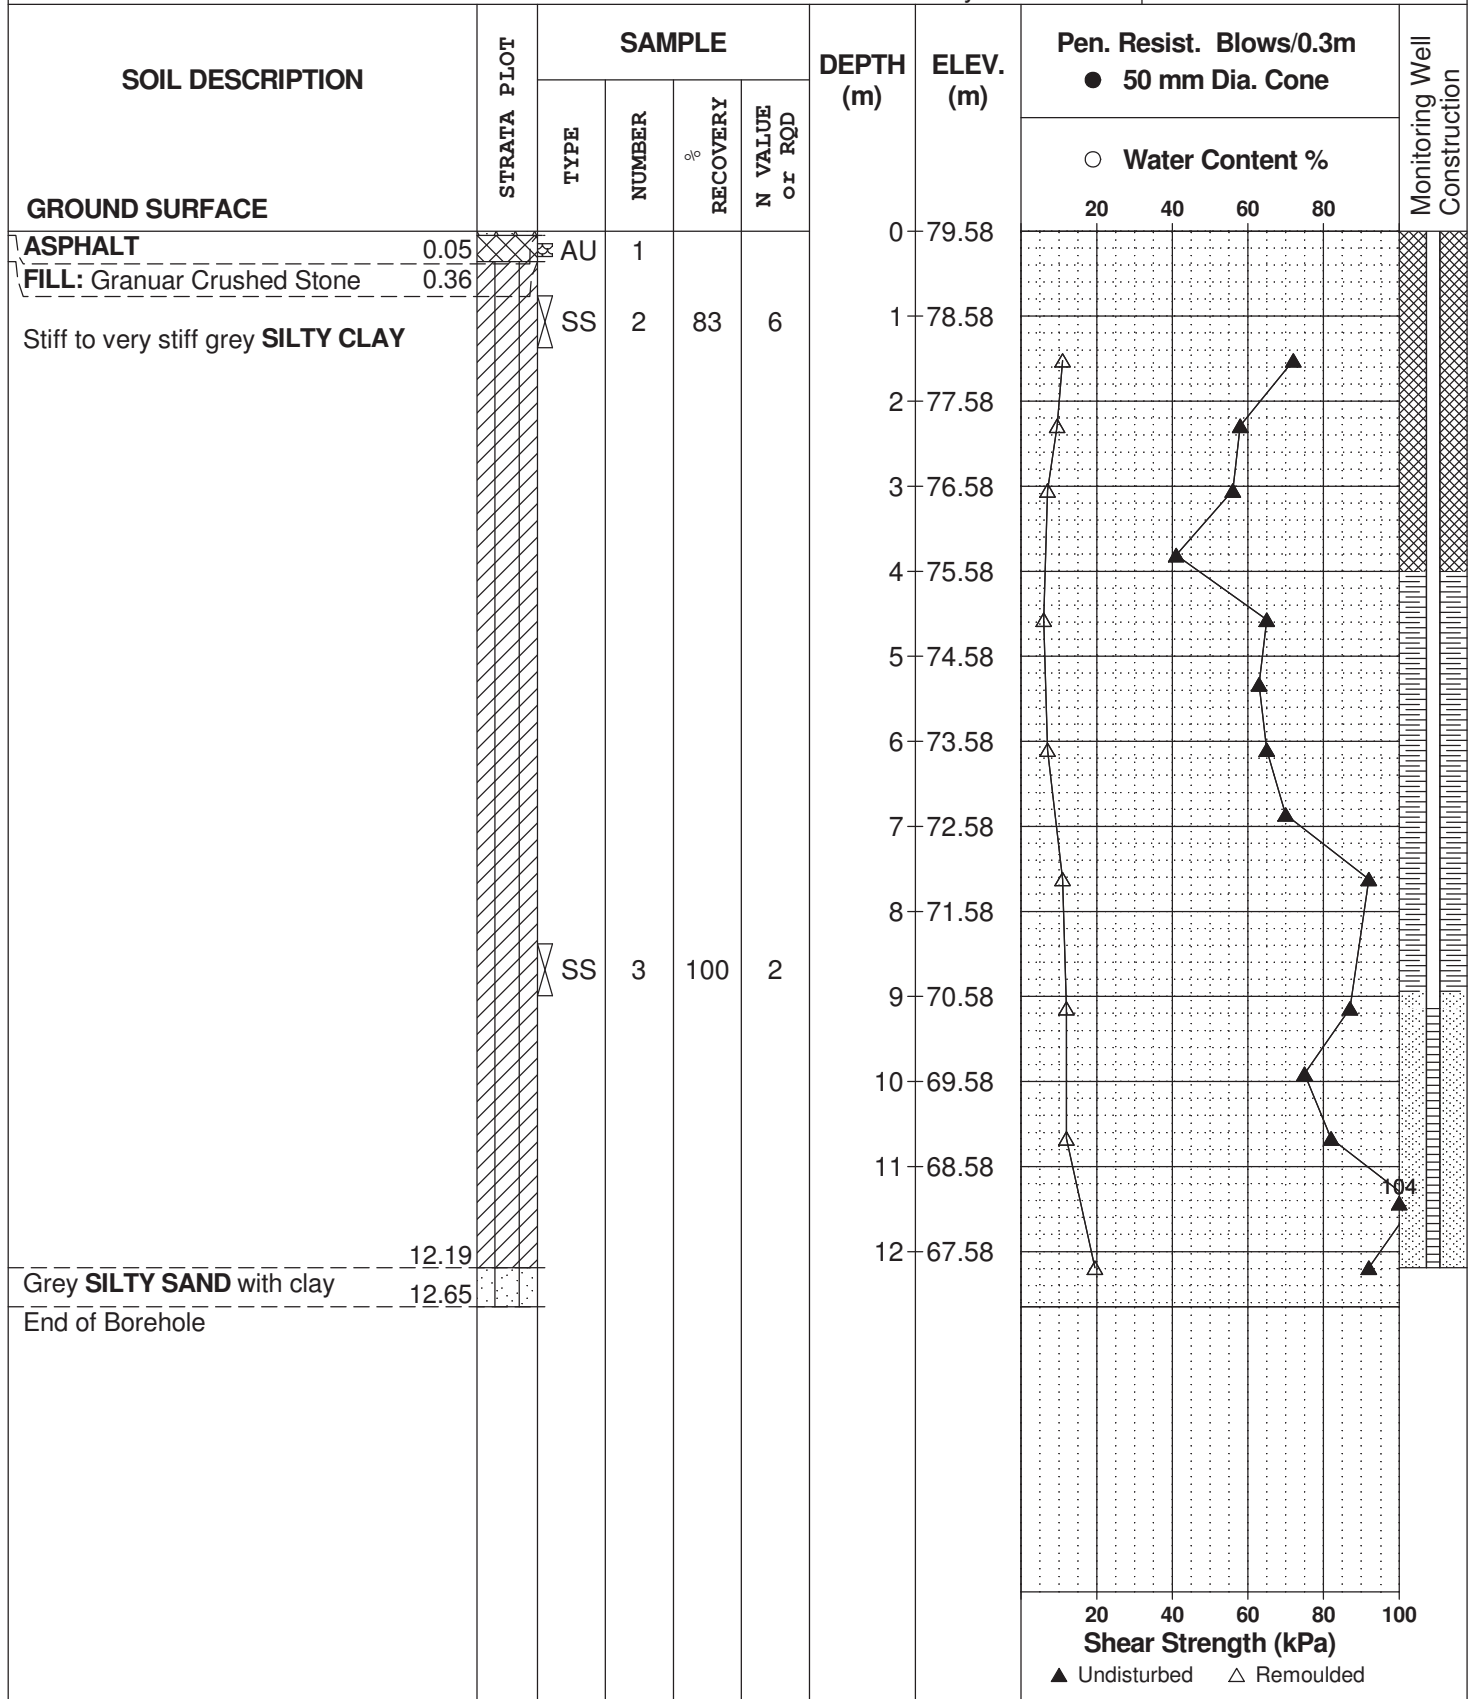 SOIL DESCRIPTION
GROUND SURFACE
STRATA PLOT
SAMPLE
TYPE
NUMBER
%
RECOVERY
N VALUE
or RQD
DEPTH
(m)
ELEV.
(m)
Pen. Resist. Blows/0.3m
● 50 mm Dia. Cone
○ Water Content %
20 40 60 80
Monitoring Well
Construction
0 79.58
ASPHALT 0.05
AU 1
FILL: Granuar Crushed Stone 0.36
SS 2 83 6
1 78.58
Stiff to very stiff grey SILTY CLAY
2 77.58
3 76.58
4 75.58
5 74.58
6 73.58
7 72.58
8 71.58
SS 3 100 2
9 70.58
10 69.58
11 68.58
104
12 67.58
12.19
Grey SILTY SAND with clay
12.65
End of Borehole
20 40 60 80 100
Shear Strength (kPa)
▲ Undisturbed △ Remoulded